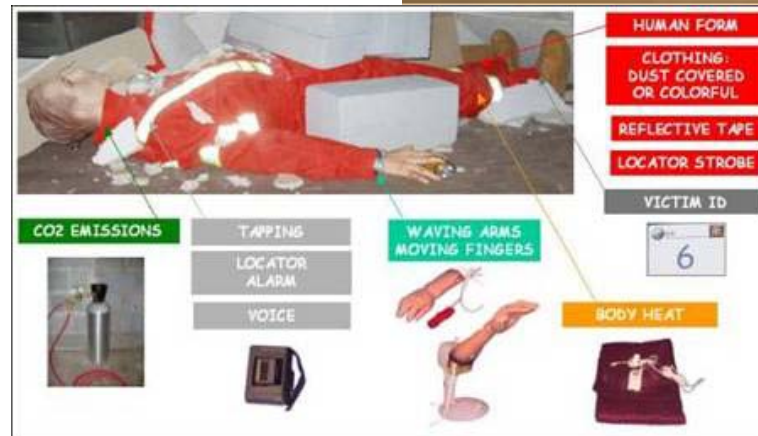 HUMAN FORM
CLOTHING:
DUST COVERED
OR COLORFUL
REFLECTIVE TAPE
LOCATOR STROBE
VICTIM ID
6
CO2 EMISSIONS
TAPPING
LOCATOR
ALARM
VOICE
WAVING ARMS
MOVING FINGERS
BODY HEAT